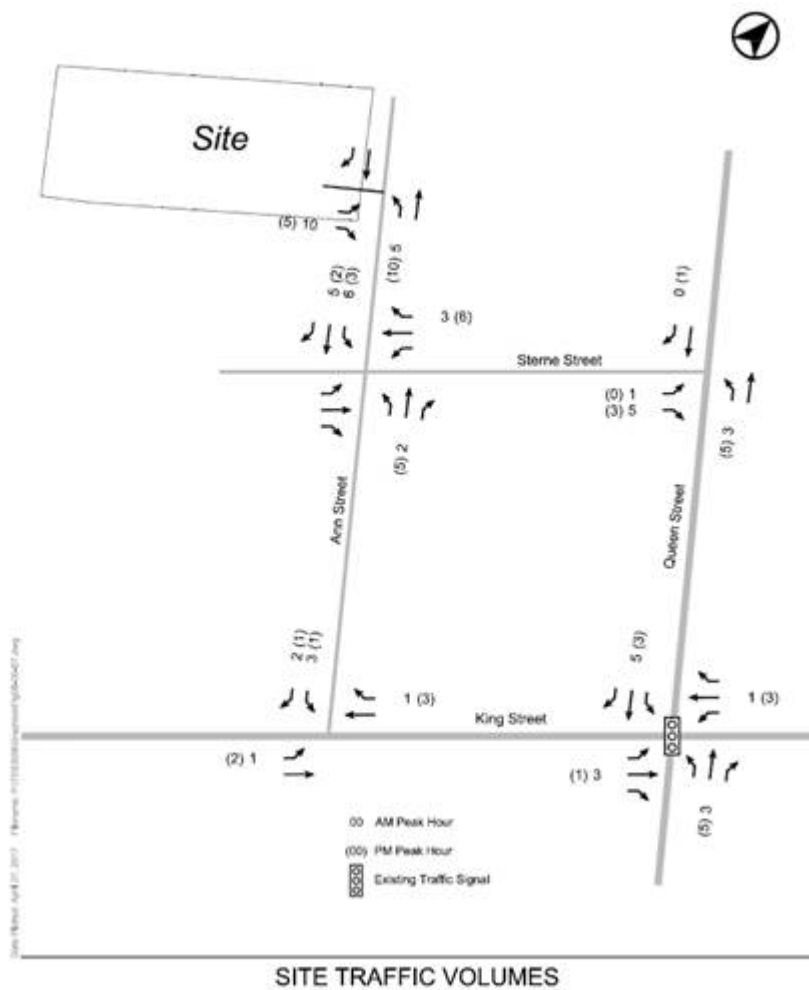 Site
(5) 10
(10) 5
5 (2)
6 (3)
3 (6)
0 (1)
Sterne Street
(0) 1
(3) 5
(5) 3
(5) 2
Ann Street
Queen Street
2 (1)
3 (1)
1 (3)
5 (3)
1 (3)
King Street
(2) 1
(1) 3
(5) 3
00 AM Peak Hour
(00) PM Peak Hour
Existing Traffic Signal
SITE TRAFFIC VOLUMES